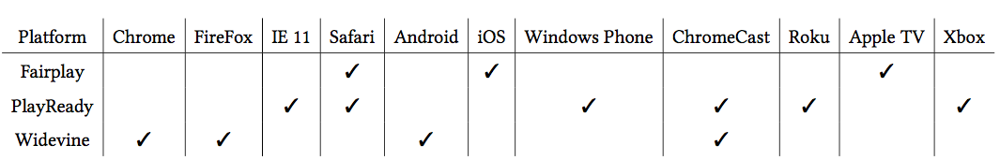 Platform Chrome FireFox IE 11 Safari Android iOS Windows Phone ChromeCast Roku Apple TV Xbox
Fairplay ✓ ✓ ✓
PlayReady ✓ ✓ ✓ ✓ ✓ ✓
Widevine ✓ ✓ ✓ ✓